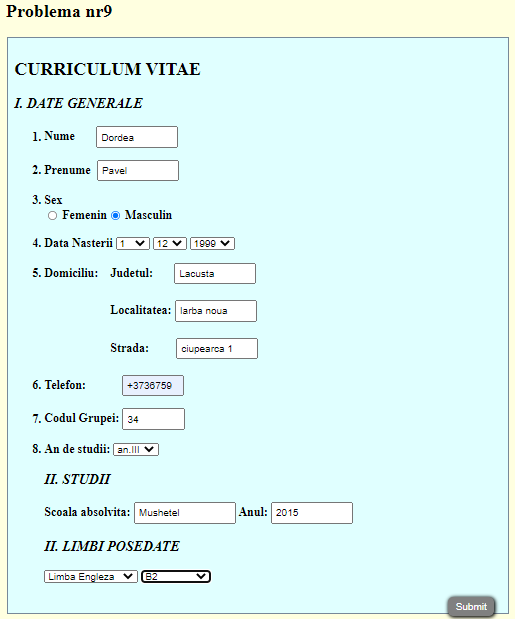 Problema nr9
CURRICULUM VITAE
I. DATE GENERALE
1. Nume Dordea
2. Prenume Pavel
3. Sex
Femenin Masculin
4. Data Nasterii 1 12 1999
5. Domiciliu: Judetul: Lacusta
Localitatea: Iarba noua
Strada: ciupearca 1
6. Telefon: +3736759
7. Codul Grupei: 34
8. An de studii: an.III
II. STUDII
Scoala absolvita: Mushetel Anul: 2015
II. LIMBI POSEDATE
Limba Engleza B2
Submit